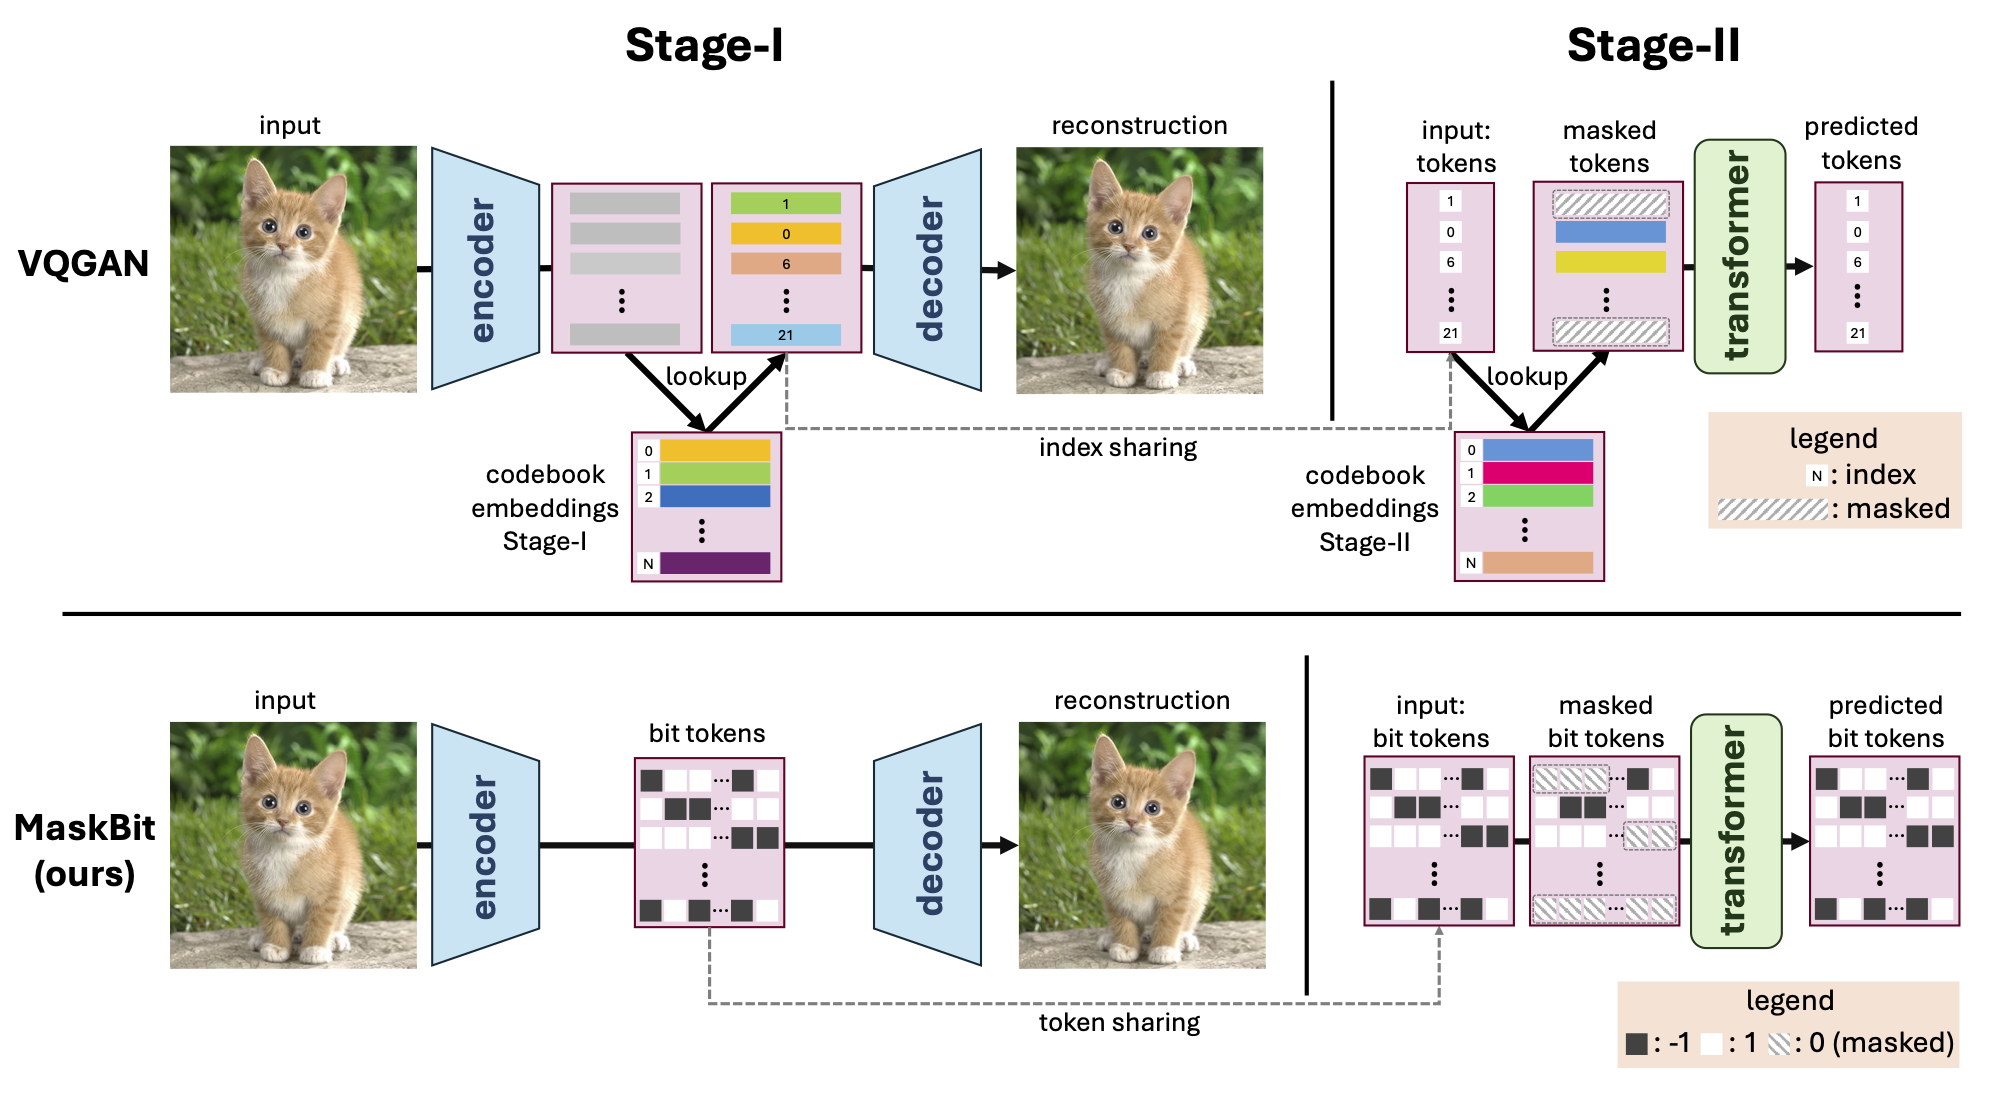 Stage-I
Stage-II
VQGAN
input
encoder
1
0
6
21
decoder
reconstruction
lookup
codebook
embeddings
Stage-I
0
1
2
N
index sharing
input:
tokens
1
0
6
21
masked
tokens
transformer
predicted
tokens
1
0
6
21
lookup
codebook
embeddings
Stage-II
0
1
2
N
legend
N : index
: masked
MaskBit
(ours)
input
encoder
bit tokens
decoder
reconstruction
token sharing
input:
bit tokens
masked
bit tokens
transformer
predicted
bit tokens
legend
: -1 : 1 : 0 (masked)